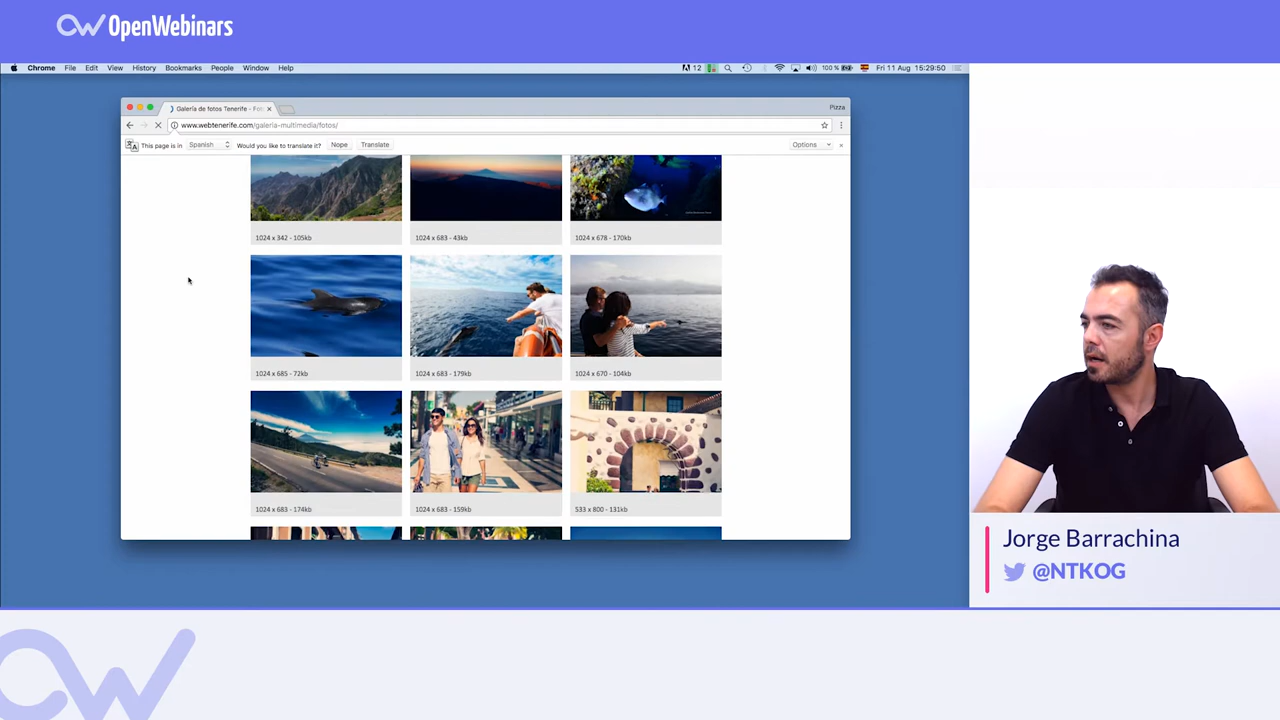 OpenWebinars
Chrome File Edit View History Bookmarks People Window Help
12 100 % Fri 11 Aug 15:29:50
Galería de fotos Tenerife - Fot
Pizza
www.webtenerife.com/galeria-multimedia/fotos/
This page is in Spanish Would you like to translate it? Nope Translate Options
1024 x 342 - 105kb
1024 x 683 - 43kb
1024 x 678 - 170kb
1024 x 685 - 72kb
1024 x 683 - 179kb
1024 x 670 - 104kb
1024 x 683 - 174kb
1024 x 683 - 159kb
533 x 800 - 131kb
Jorge Barrachina
@NTKOG